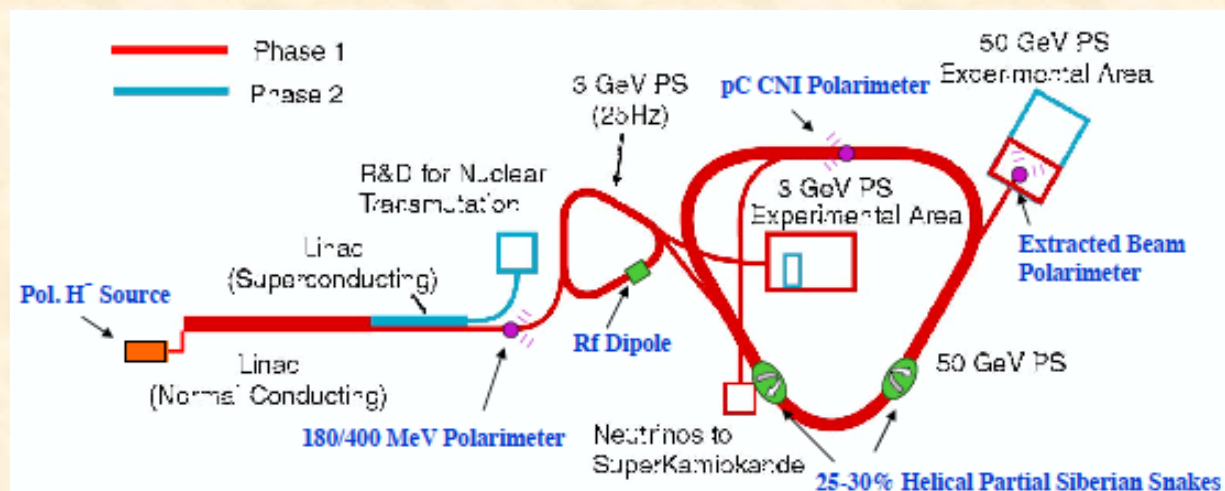 Phase 1
Phase 2
3 GeV PS
(25Hz)
pC CNI Polarimeter
50 GeV PS
Experimental Area
R&D for Nuclear
Transmutation
3 GeV PS
Experimental Area
Linac
(Superconducting)
Extracted Beam
Polarimeter
Pol. H⁻ Source
Rf Dipole
Linac
(Normal Conducting)
50 GeV PS
180/400 MeV Polarimeter
Neutrinos to
SuperKamiokande
25-30% Helical Partial Siberian Snakes